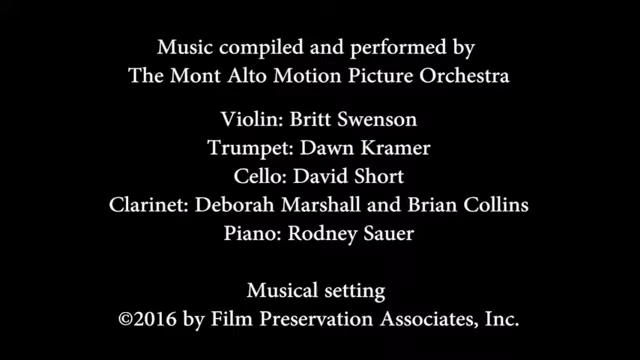 Music compiled and performed by
The Mont Alto Motion Picture Orchestra
Violin: Britt Swenson
Trumpet: Dawn Kramer
Cello: David Short
Clarinet: Deborah Marshall and Brian Collins
Piano: Rodney Sauer
Musical setting
©2016 by Film Preservation Associates, Inc.